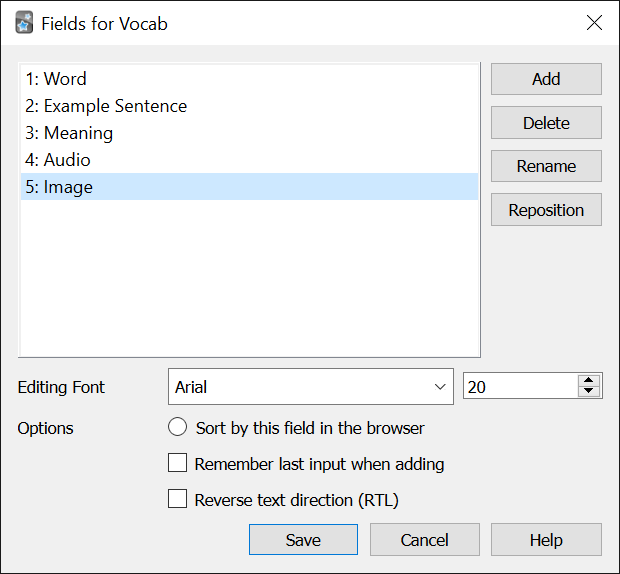 Fields for Vocab
1: Word
2: Example Sentence
3: Meaning
4: Audio
5: Image
Add
Delete
Rename
Reposition
Editing Font
Arial
20
Options
Sort by this field in the browser
Remember last input when adding
Reverse text direction (RTL)
Save
Cancel
Help